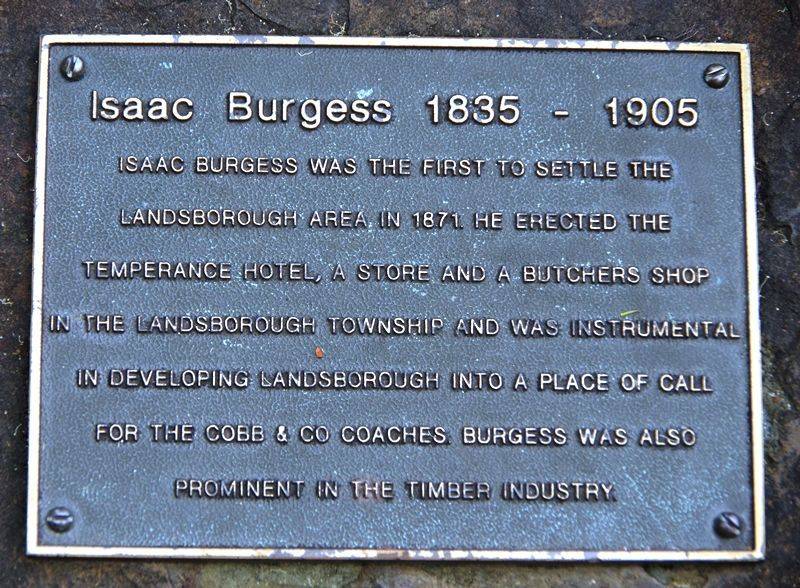 Isaac Burgess 1835 - 1905
ISAAC BURGESS WAS THE FIRST TO SETTLE THE
LANDSBOROUGH AREA IN 1871. HE ERECTED THE
TEMPERANCE HOTEL, A STORE AND A BUTCHERS SHOP
IN THE LANDSBOROUGH TOWNSHIP AND WAS INSTRUMENTAL
IN DEVELOPING LANDSBOROUGH INTO A PLACE OF CALL
FOR THE COBB & CO COACHES. BURGESS WAS ALSO
PROMINENT IN THE TIMBER INDUSTRY.